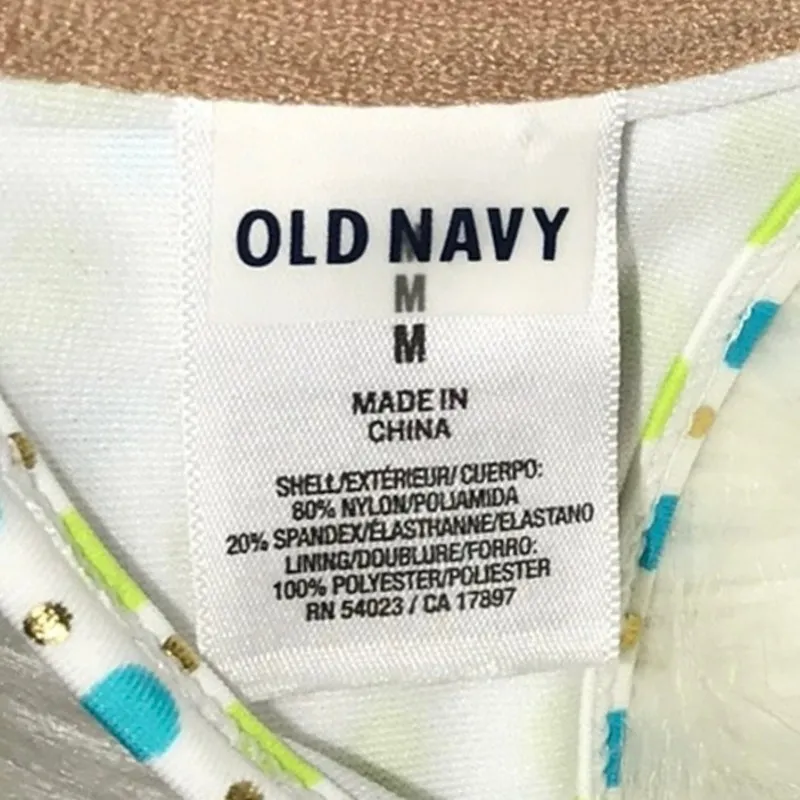 OLD NAVY
M
M
M
MADE IN
CHINA
SHELL/EXTÉRIEUR/CUERPO:
80% NYLON/POLIAMIDA
20% SPANDEX/ÉLASTHANNE/ELASTANO
LINING/DOUBLURE/FORRO:
100% POLYESTER/POLIESTER
RN 54023 / CA 17897